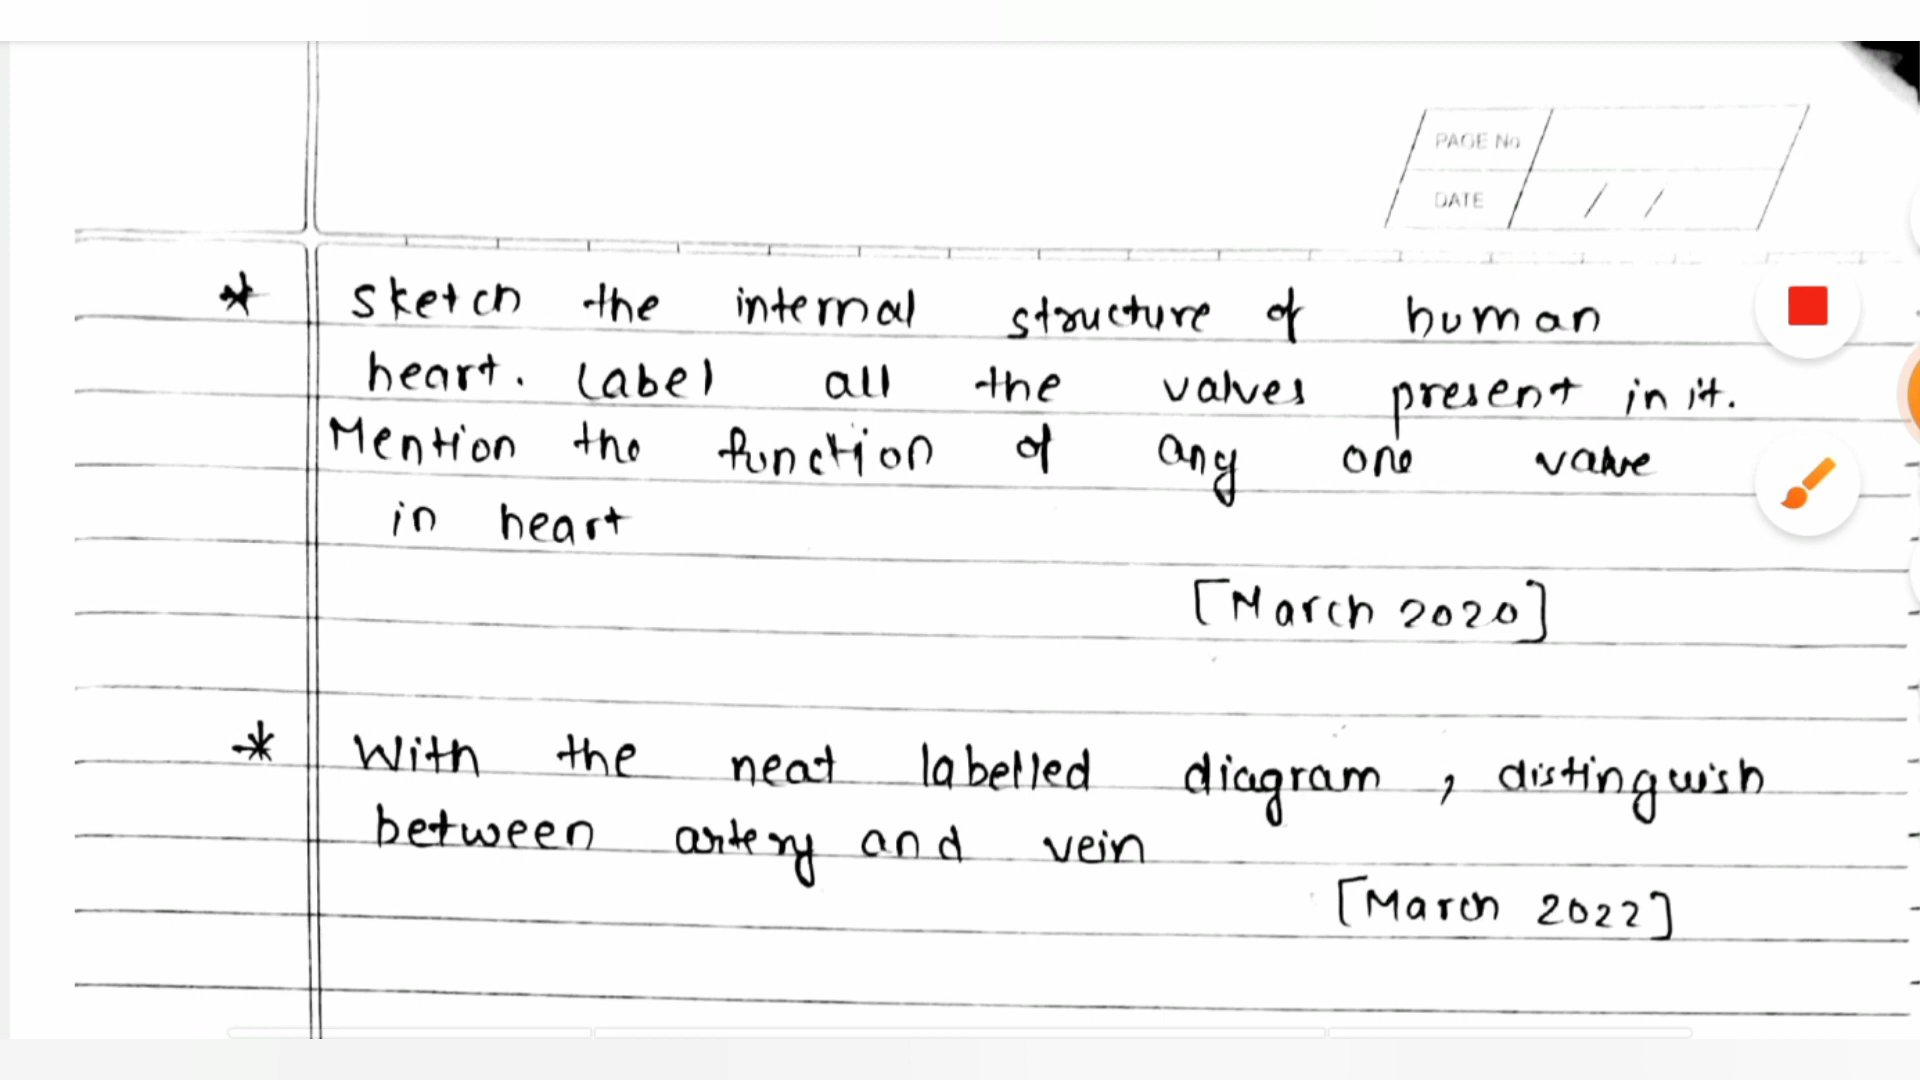 PAGE No
DATE / /
* Sketch the internal structure of human
heart. Label all the valves present in it.
Mention the function of any one valve
in heart
[March 2020]
* With the neat labelled diagram, distinguish
between artery and vein
[March 2022]